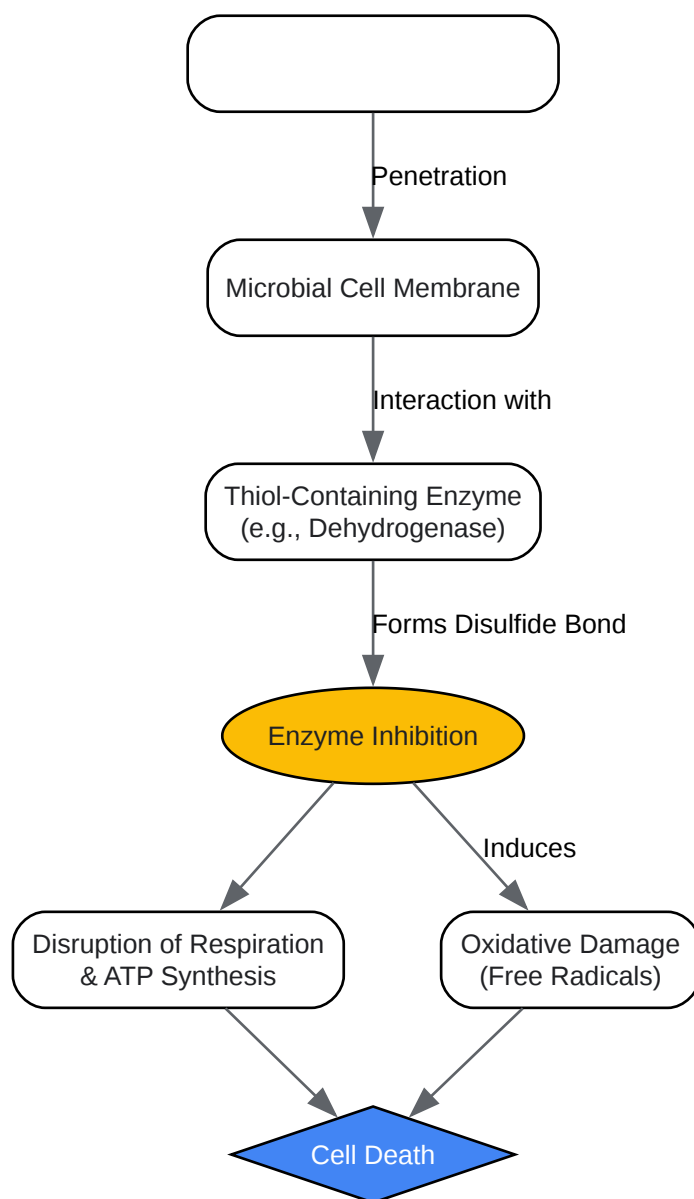 Penetration
Microbial Cell Membrane
Interaction with
Thiol-Containing Enzyme
(e.g., Dehydrogenase)
Forms Disulfide Bond
Enzyme Inhibition
Induces
Disruption of Respiration
& ATP Synthesis
Oxidative Damage
(Free Radicals)
Cell Death